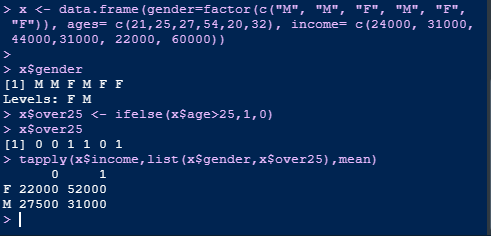 > x <- data.frame(gender=factor(c("M", "M", "F", "M", "F",
"F")), ages= c(21,25,27,54,20,32), income= c(24000, 31000,
44000,31000, 22000, 60000))
>
> x$gender
[1] M M F M F F
Levels: F M
> x$over25 <- ifelse(x$age>25,1,0)
> x$over25
[1] 0 0 1 1 0 1
> tapply(x$income,list(x$gender,x$over25),mean)
0 1
F 22000 52000
M 27500 31000
>